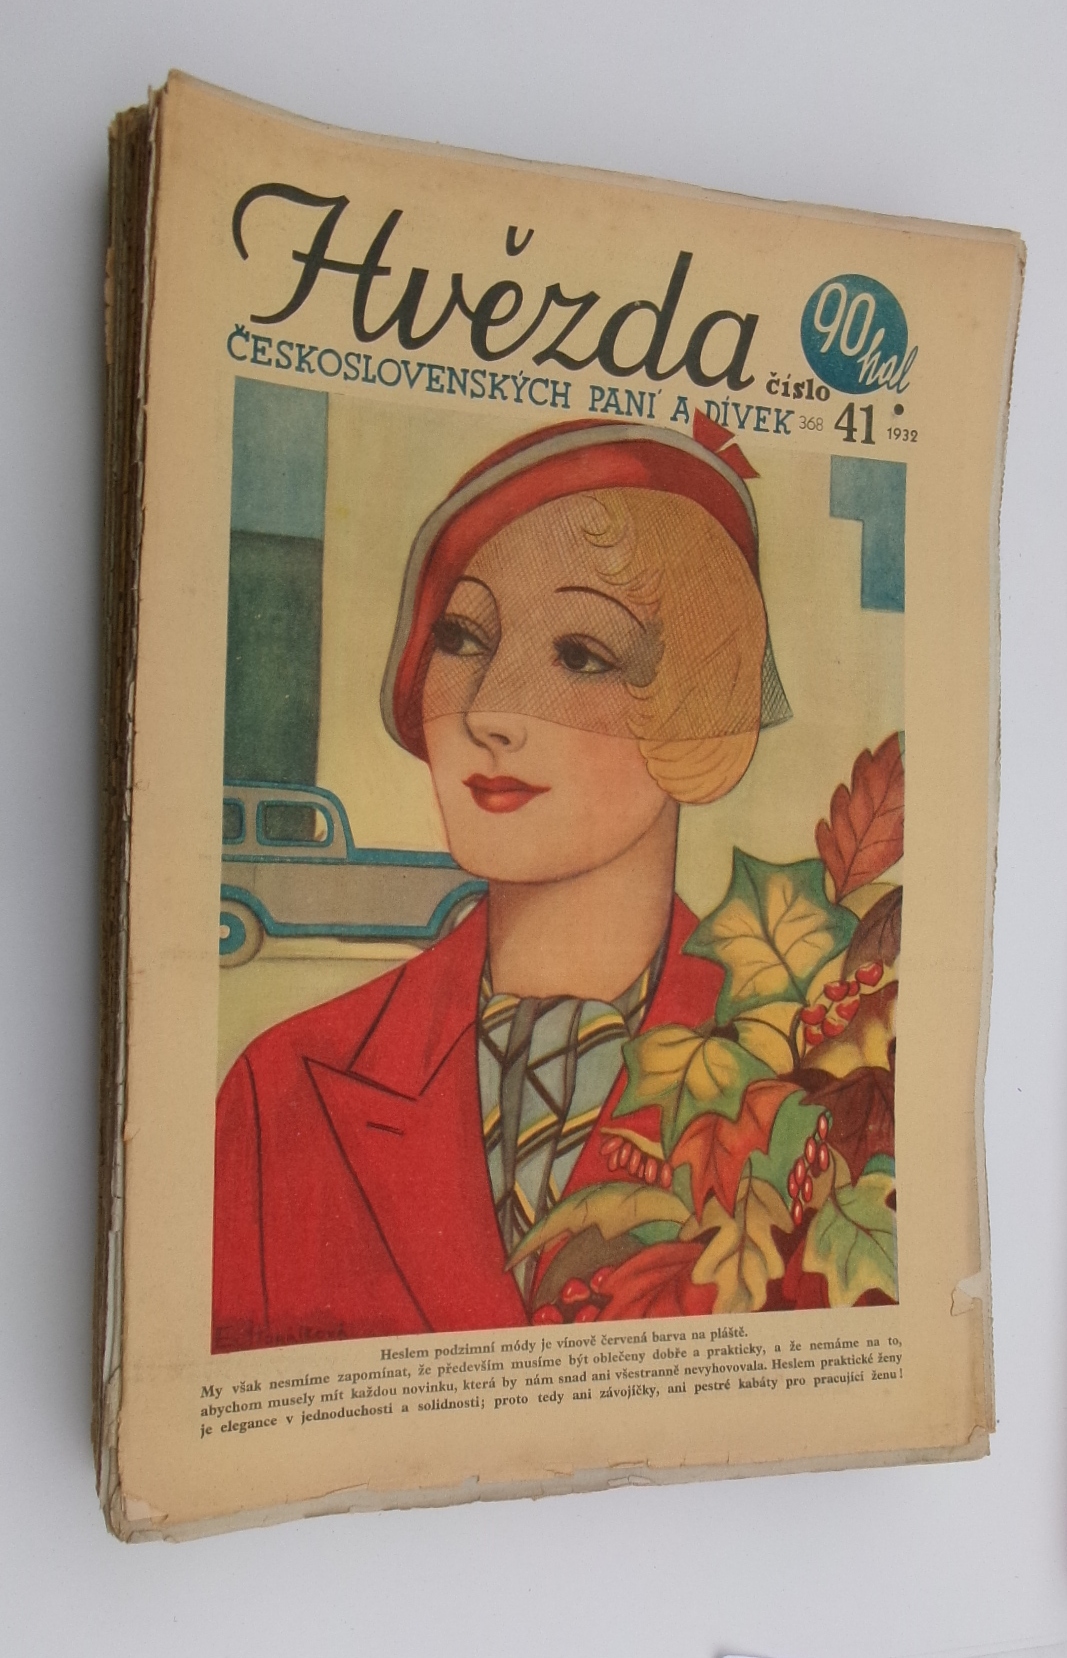 Hvězda
90 hal
ČESKOSLOVENSKÝCH PANÍ A DÍVEK 368 číslo 41 • 1932
Heslem podzimní módy je vínově červená barva na pláště.
My však nesmíme zapomínat, že především musíme být oblečeny dobře a prakticky, a že nemáme na to,
abychom musely mít každou novinku, která by nám snad ani všestranně nevyhovovala. Heslem praktické ženy
je elegance v jednoduchosti a solidnosti; proto tedy ani závojíčky, ani pestré kabáty pro pracující ženu!